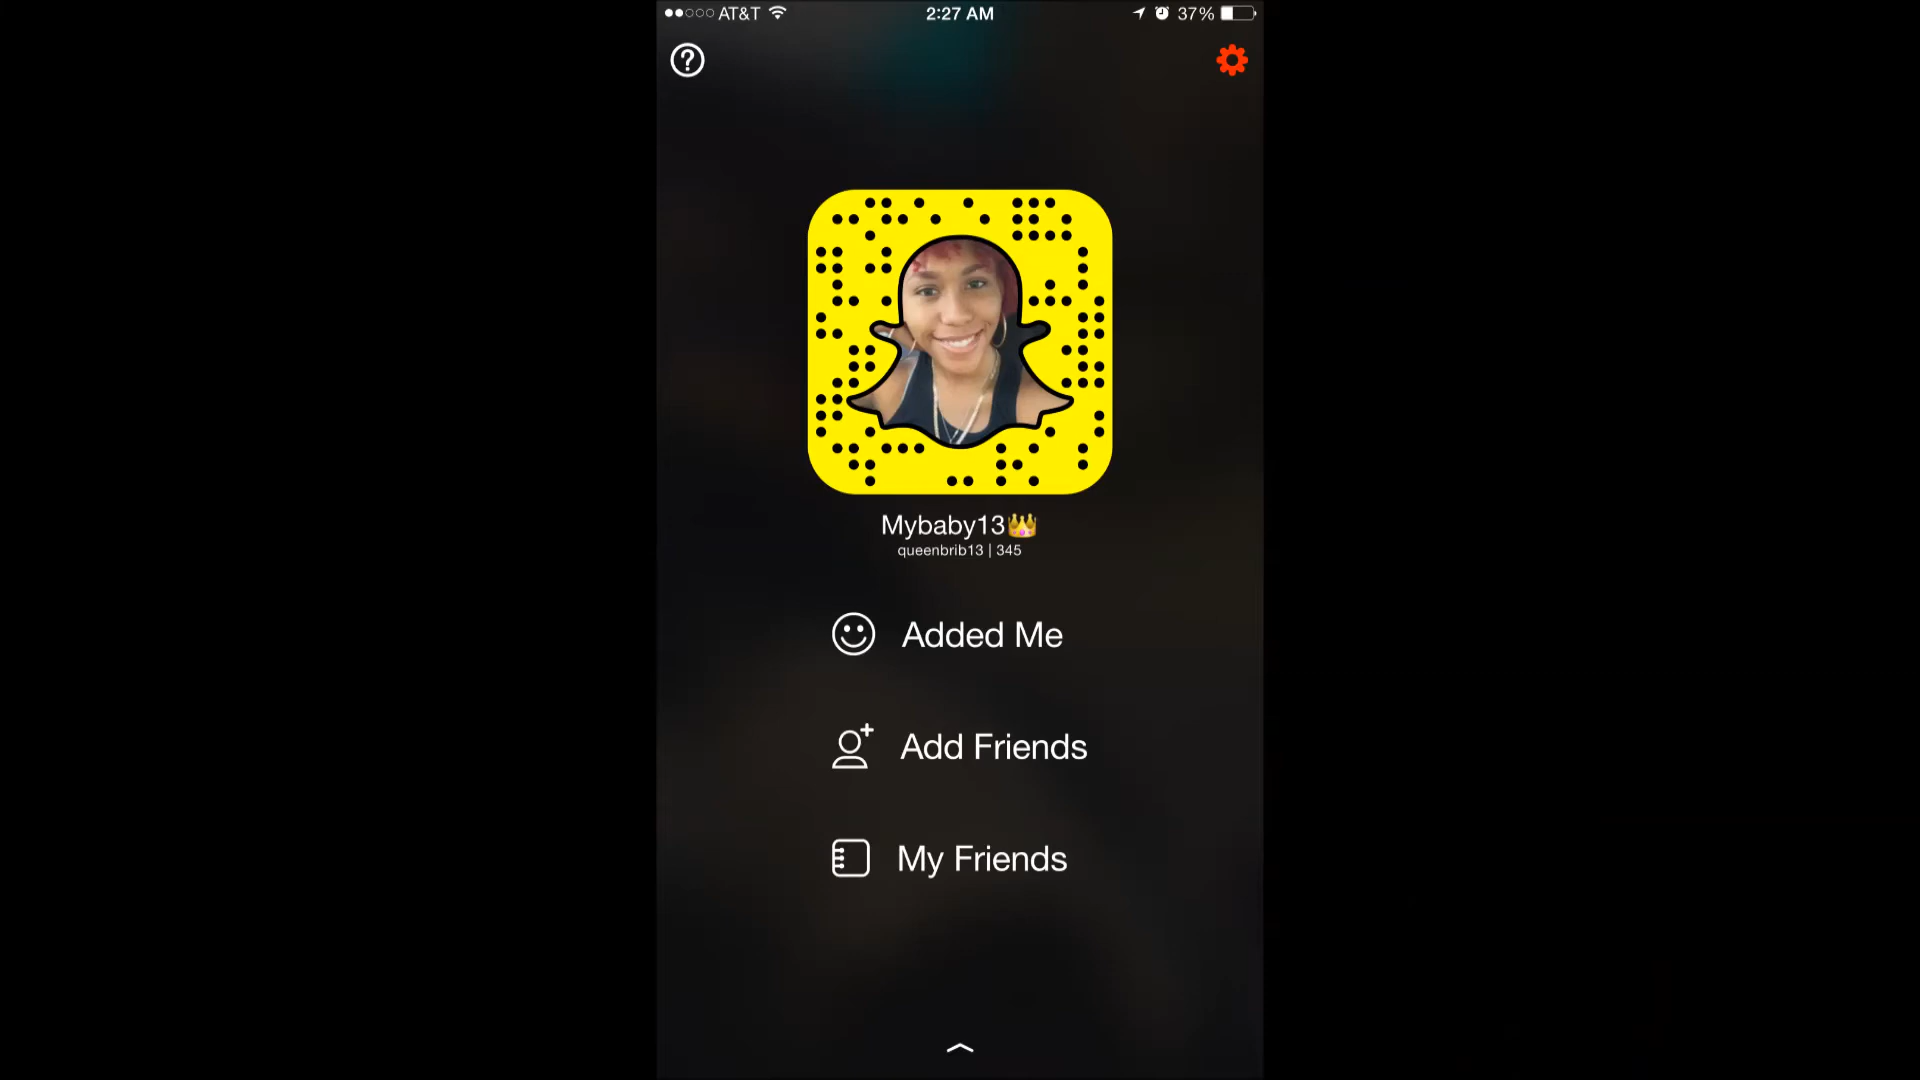 AT&T 2:27 AM 37%
Mybaby13👑
queenbrib13 | 345
Added Me
Add Friends
My Friends